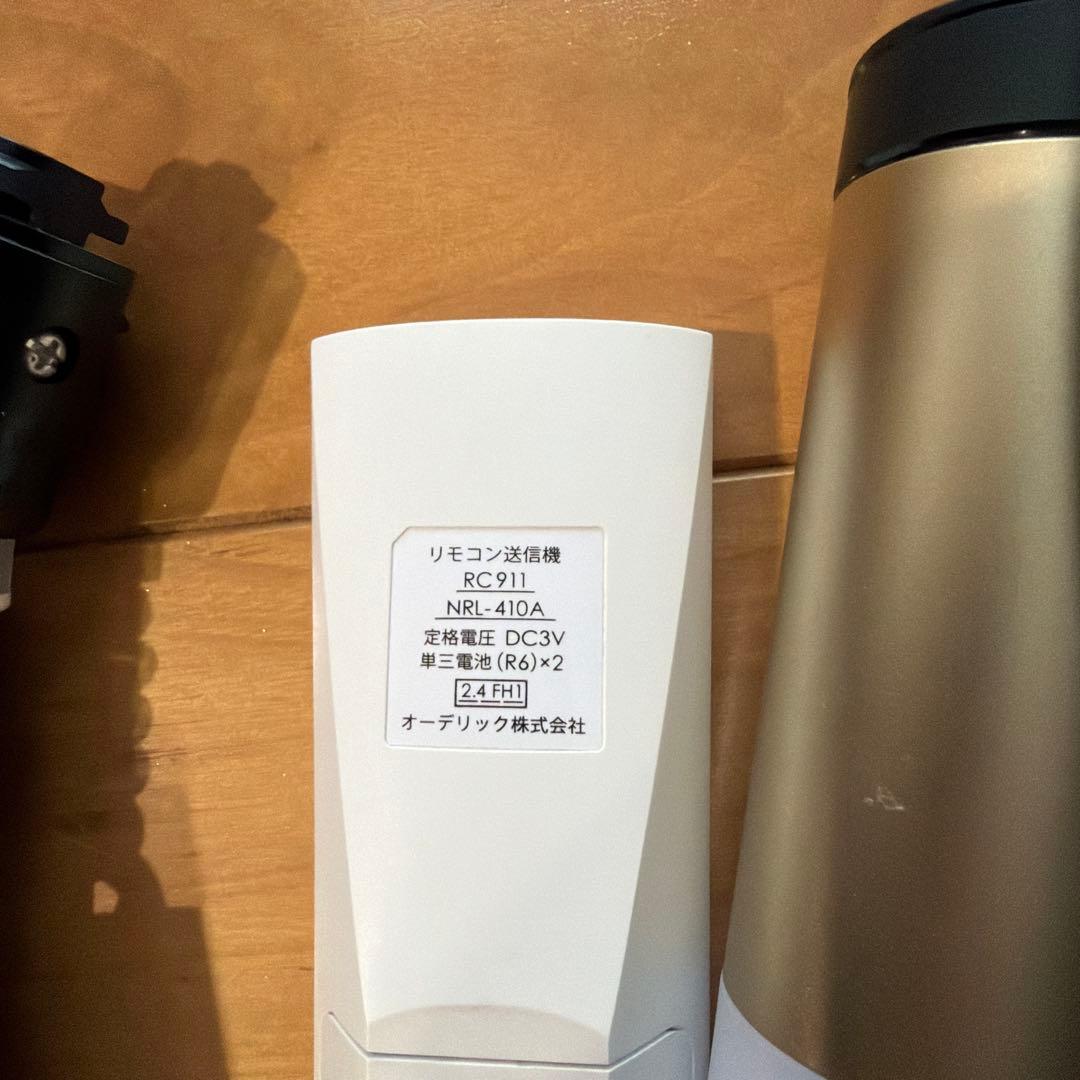 リモコン送信機
RC911
NRL-410A
定格電圧 DC3V
単三電池(R6)×2
2.4 FH1
オーデリック株式会社